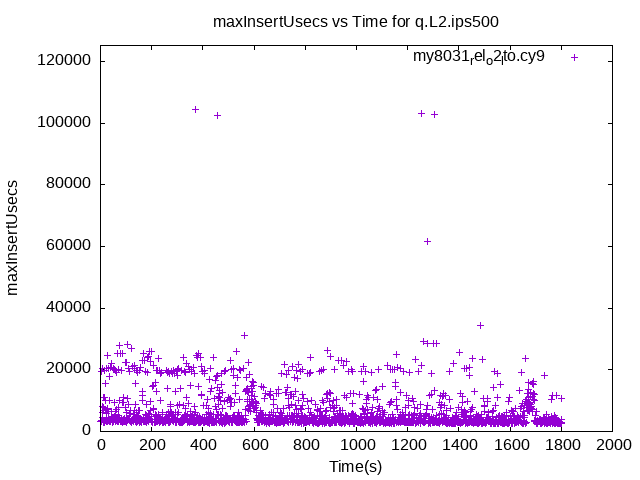 maxInsertUsecs vs Time for q.L2.ips500
my8031relo2lto.cy9
120000
100000
80000
60000
40000
20000
0
maxInsertUsecs
0 200 400 600 800 1000 1200 1400 1600 1800 2000
Time(s)